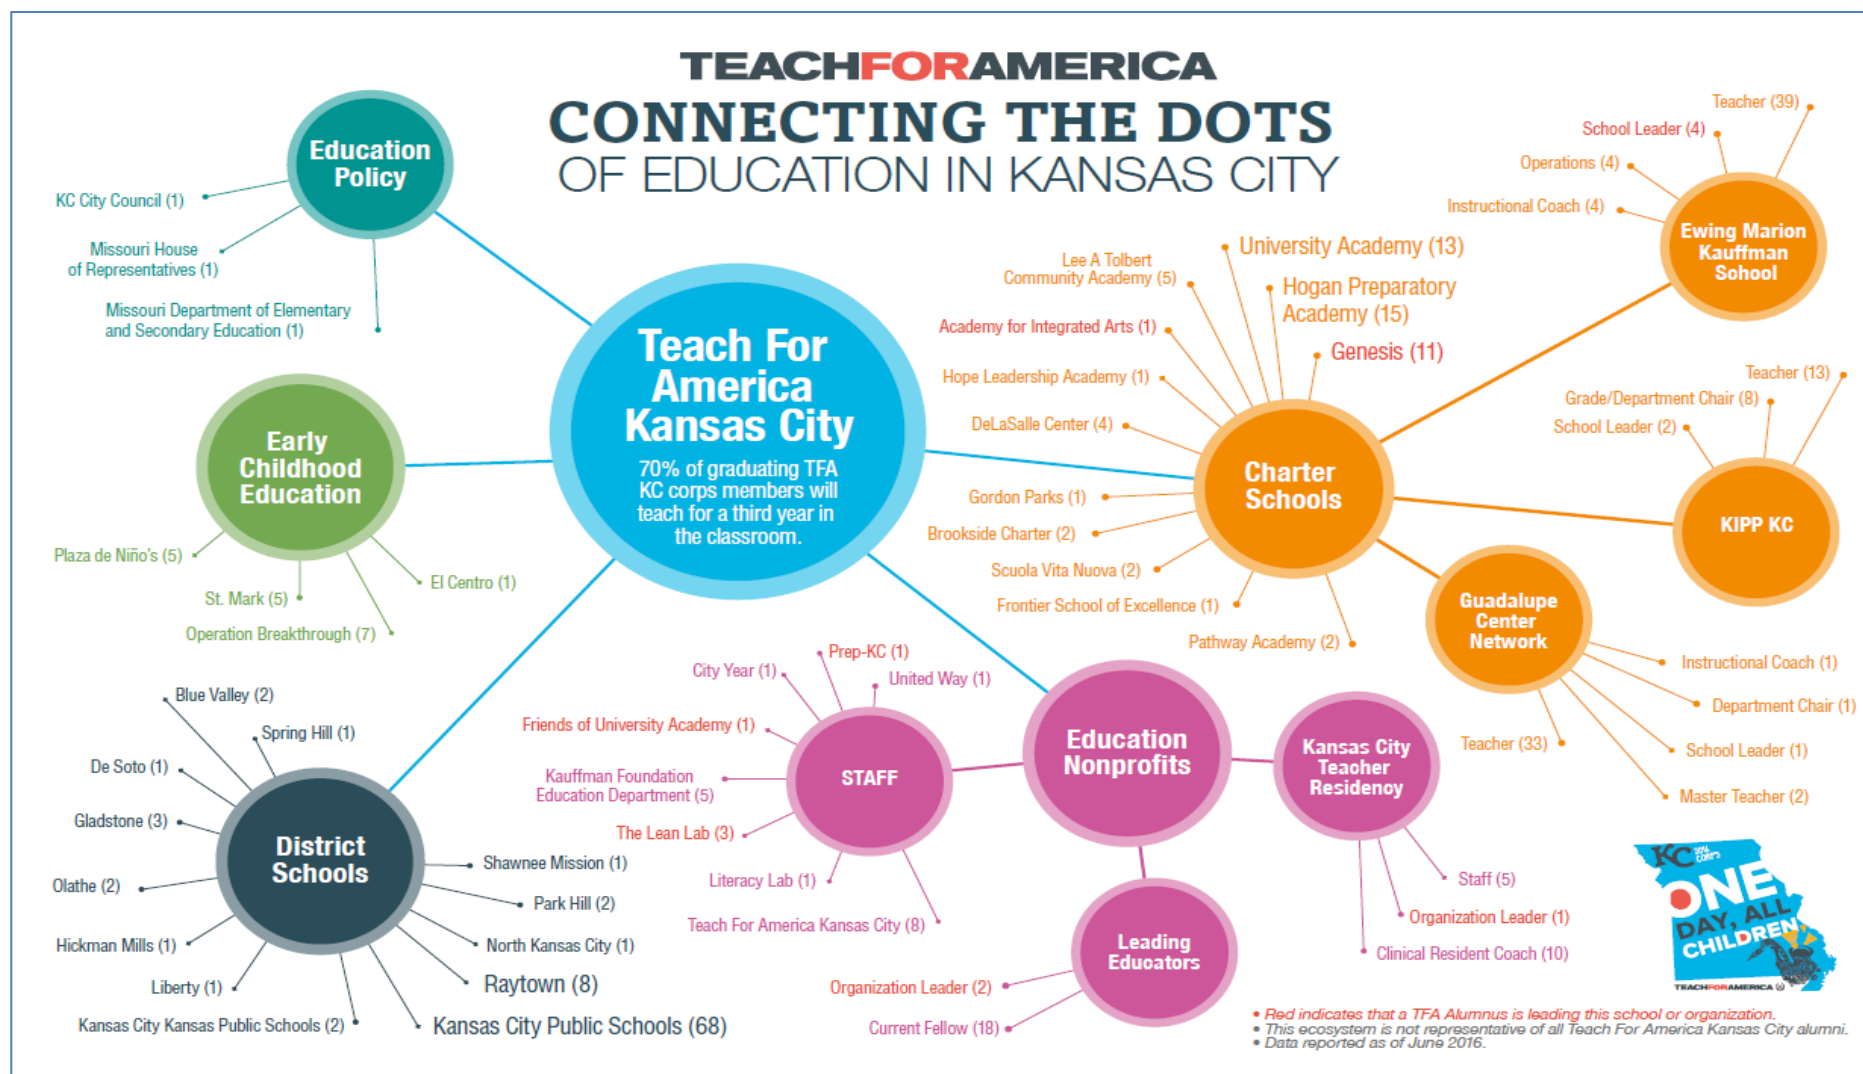 TEACHFORAMERICA
CONNECTING THE DOTS
OF EDUCATION IN KANSAS CITY
Education
Policy
KC City Council (1)
Missouri House
of Representatives (1)
Missouri Department of Elementary
and Secondary Education (1)
Teach For
America
Kansas City
70% of graduating TFA
KC corps members will
teach for a third year in
the classroom.
Early
Childhood
Education
Plaza de Niño's (5)
St. Mark (5)
Operation Breakthrough (7)
El Centro (1)
District
Schools
Blue Valley (2)
Spring Hill (1)
De Soto (1)
Gladstone (3)
Olathe (2)
Hickman Mills (1)
Liberty (1)
Kansas City Kansas Public Schools (2)
Kansas City Public Schools (68)
Raytown (8)
North Kansas City (1)
Park Hill (2)
Shawnee Mission (1)
Charter
Schools
University Academy (13)
Hogan Preparatory
Academy (15)
Genesis (11)
Lee A Tolbert
Community Academy (5)
Academy for Integrated Arts (1)
Hope Leadership Academy (1)
DeLaSalle Center (4)
Gordon Parks (1)
Brookside Charter (2)
Scuola Vita Nuova (2)
Frontier School of Excellence (1)
Pathway Academy (2)
Ewing Marion
Kauffman
School
Teacher (39)
School Leader (4)
Operations (4)
Instructional Coach (4)
KIPP KC
Teacher (13)
Grade/Department Chair (8)
School Leader (2)
Guadalupe
Center
Network
Instructional Coach (1)
Department Chair (1)
School Leader (1)
Master Teacher (2)
Teacher (33)
Education
Nonprofits
STAFF
City Year (1)
Prep-KC (1)
United Way (1)
Friends of University Academy (1)
Kauffman Foundation
Education Department (5)
The Lean Lab (3)
Literacy Lab (1)
Teach For America Kansas City (8)
Kansas City
Teacher
Residency
Staff (5)
Organization Leader (1)
Clinical Resident Coach (10)
Leading
Educators
Organization Leader (2)
Current Fellow (18)
KC
CORPS
ONE
DAY, ALL
CHILDREN
TEACHFORAMERICA
• Red indicates that a TFA Alumnus is leading this school or organization.
• This ecosystem is not representative of all Teach For America Kansas City alumni.
• Data reported as of June 2016.